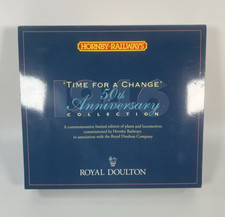 HORNBY RAILWAYS
'TIME FOR A CHANGE'
50th
Anniversary
COLLECTION
A commemorative limited edition of plates and locomotives
commissioned by Hornby Railways
in association with the Royal Doulton Company
ROYAL DOULTON